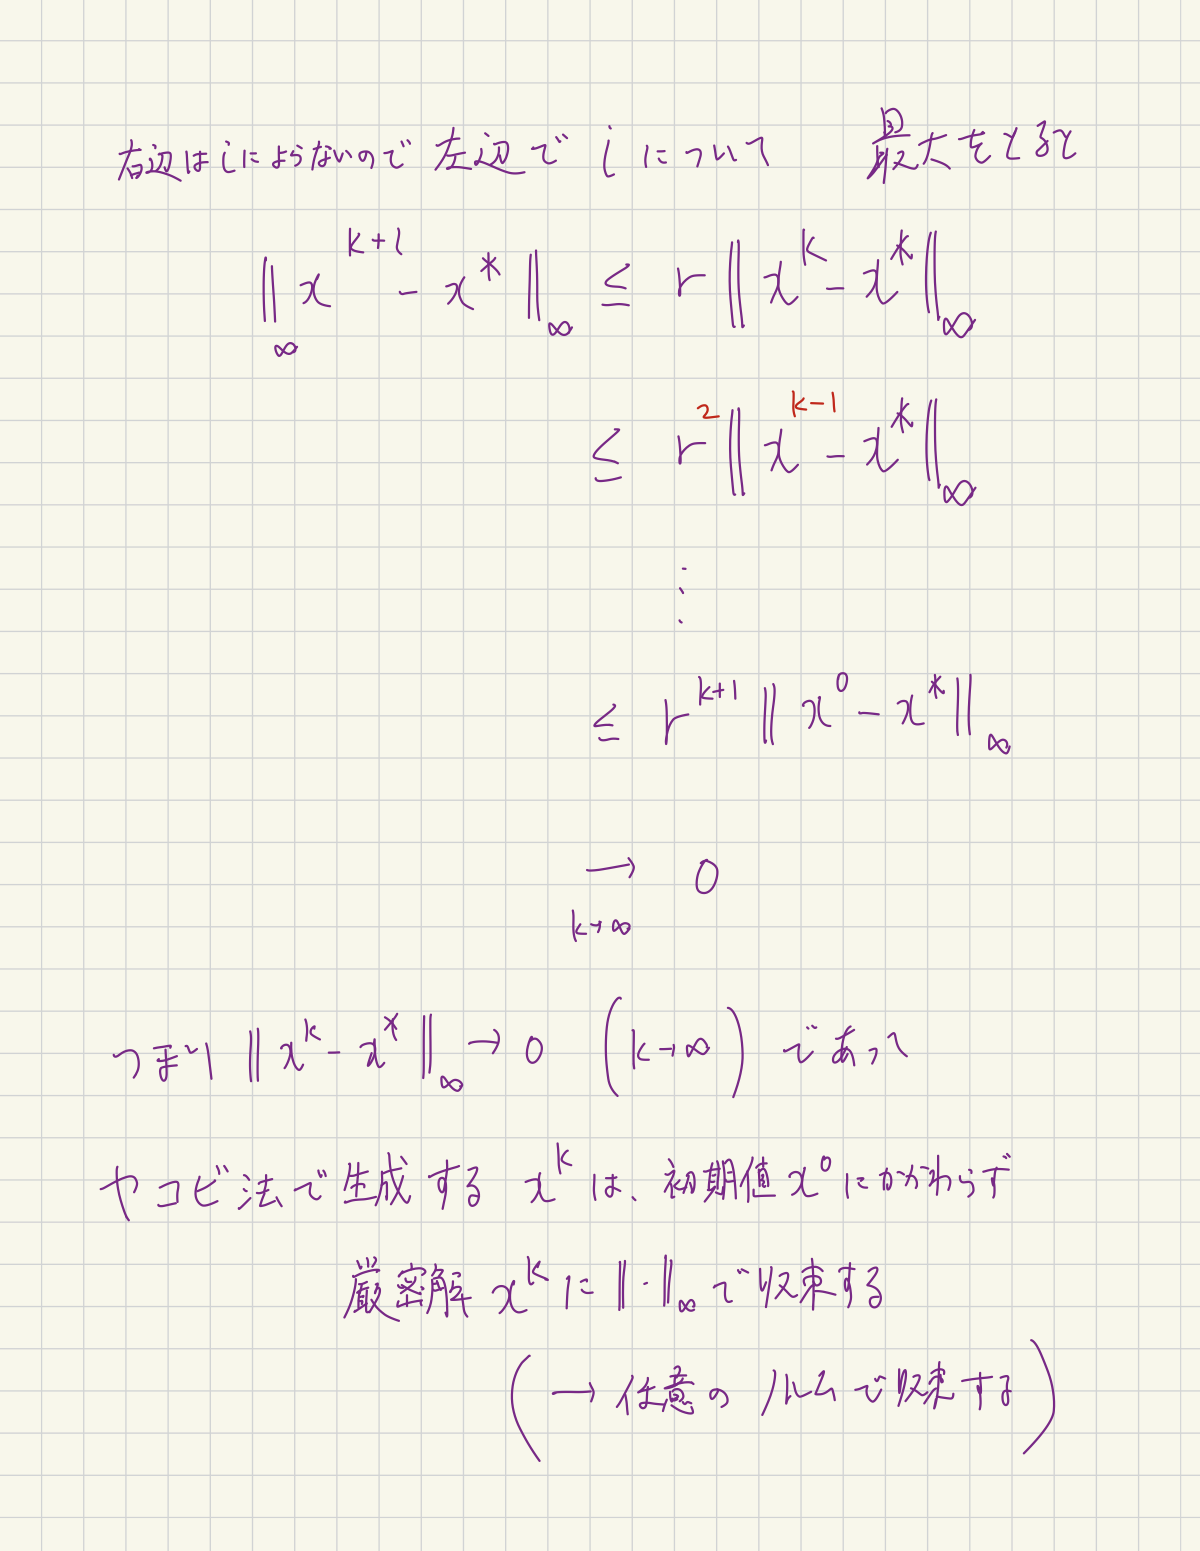 右辺はiによらないので左辺でiについて 最大をとると
‖x^{k+1} - x^*‖_∞ ≤ r‖x^k - x^*‖_∞
∞
≤ r^2‖x^{k-1} - x^*‖_∞
⋮
≤ r^{k+1}‖x^0 - x^*‖_∞
→ 0
k→∞
つまり ‖x^k - x^*‖_∞ → 0 (k→∞) であって
ヤコビ法で生成する x^k は、初期値 x^0 にかかわらず
厳密解 x^k に ‖·‖_∞ で収束する
(→ 任意のノルムで収束する)